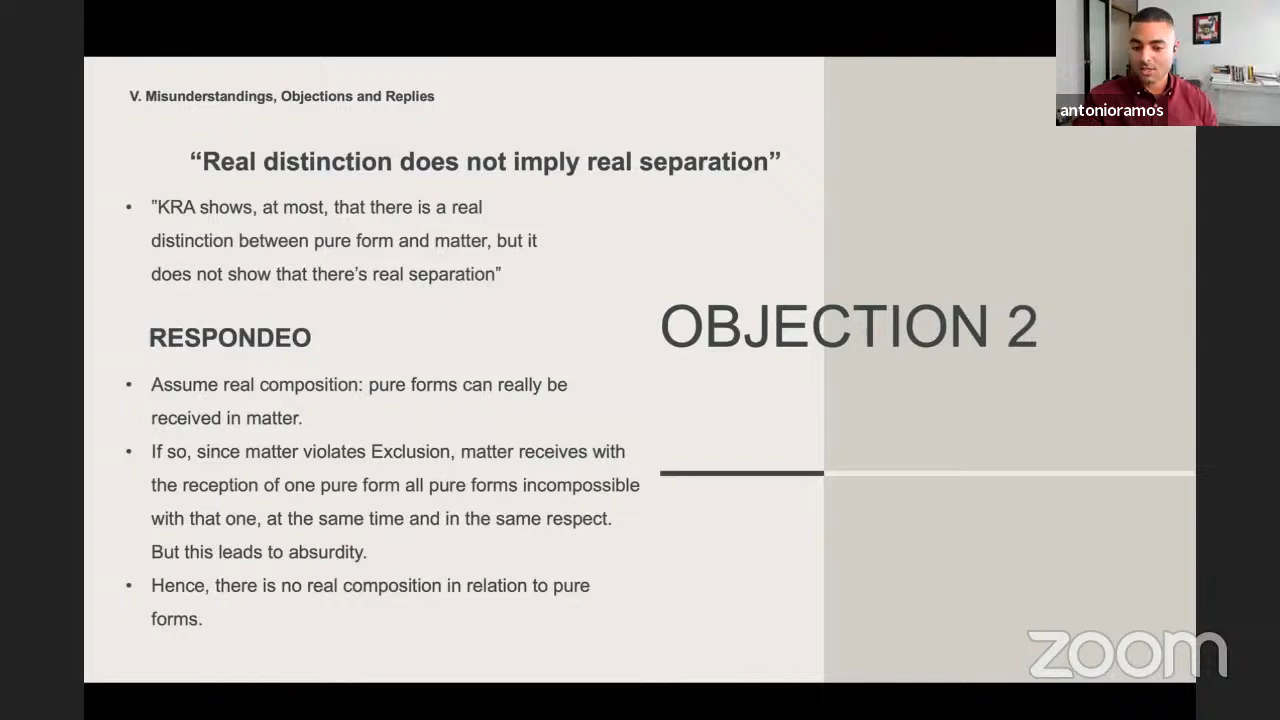 V. Misunderstandings, Objections and Replies
“Real distinction does not imply real separation”
• ”KRA shows, at most, that there is a real
distinction between pure form and matter, but it
does not show that there’s real separation”
RESPONDEO
• Assume real composition: pure forms can really be
received in matter.
• If so, since matter violates Exclusion, matter receives with
the reception of one pure form all pure forms incompossible
with that one, at the same time and in the same respect.
But this leads to absurdity.
• Hence, there is no real composition in relation to pure
forms.
OBJECTION 2
antonioramos
zoom